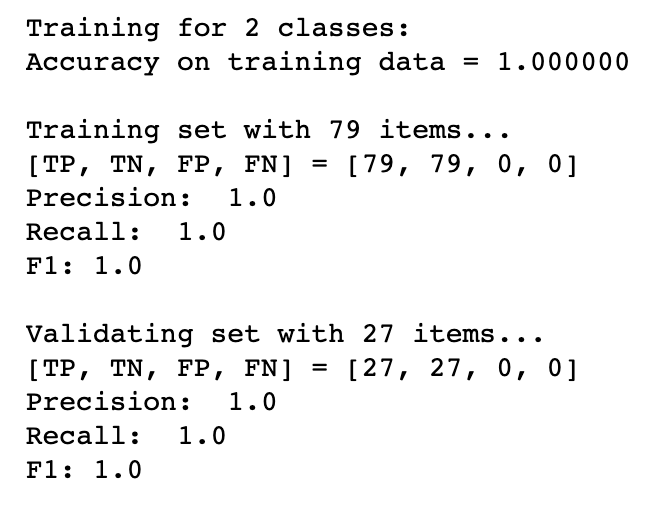 Training for 2 classes:
Accuracy on training data = 1.000000
Training set with 79 items...
[TP, TN, FP, FN] = [79, 79, 0, 0]
Precision:  1.0
Recall:  1.0
F1: 1.0
Validating set with 27 items...
[TP, TN, FP, FN] = [27, 27, 0, 0]
Precision:  1.0
Recall:  1.0
F1: 1.0